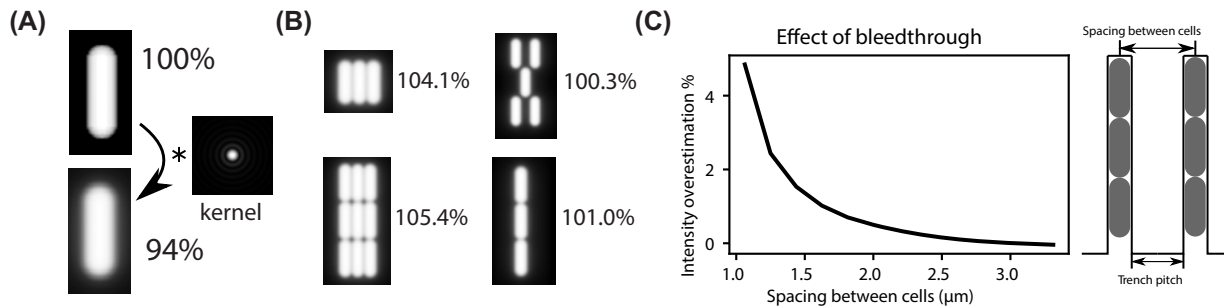 (A)
100%
*
kernel
94%
(B)
104.1%
100.3%
105.4%
101.0%
(C)
Effect of bleedthrough
Intensity overestimation %
4
2
0
1.0 1.5 2.0 2.5 3.0
Spacing between cells (μm)
Spacing between cells
Trench pitch